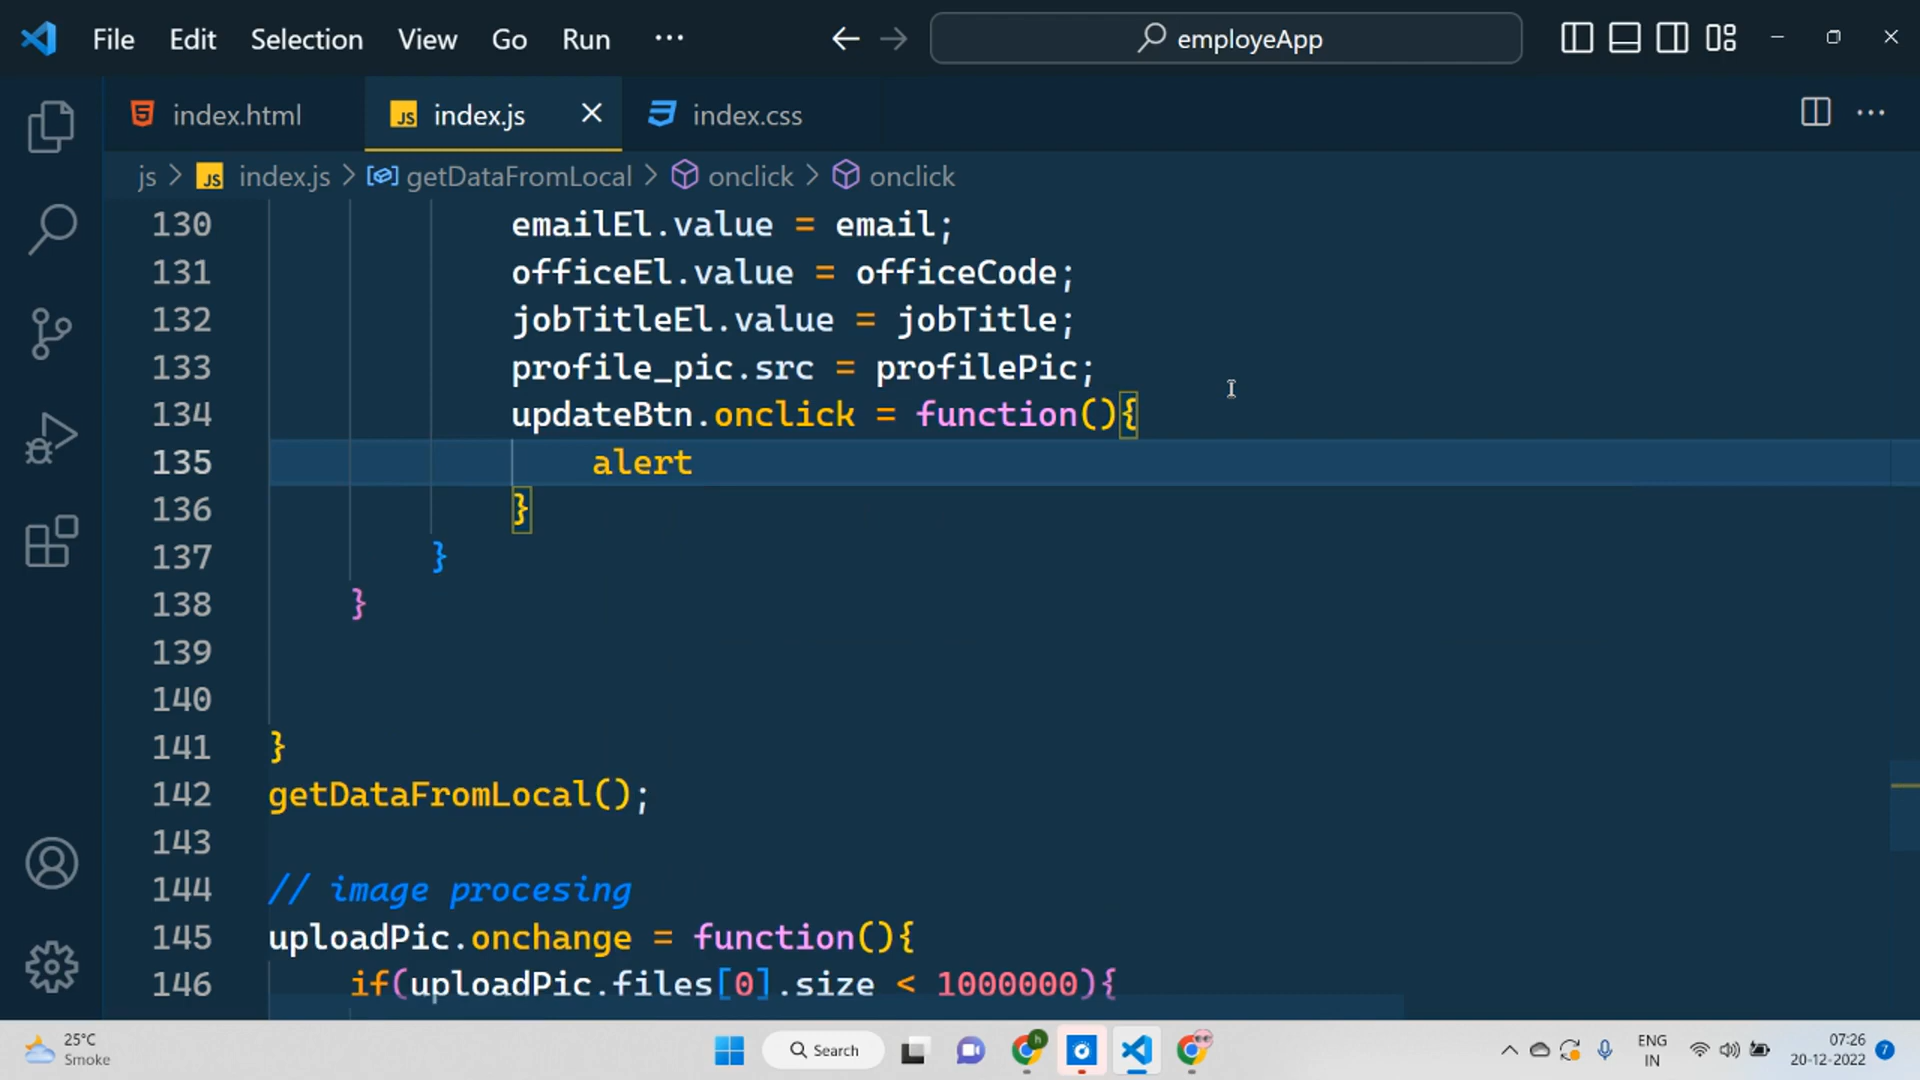 File Edit Selection View Go Run ··· employeApp
index.html JS index.js index.css
js > JS index.js > getDataFromLocal > onclick > onclick
130 emailEl.value = email;
131 officeEl.value = officeCode;
132 jobTitleEl.value = jobTitle;
133 profile_pic.src = profilePic;
134 updateBtn.onclick = function(){
135 alert
136 }
137 }
138 }
139
140
141 }
142 getDataFromLocal();
143
144 // image procesing
145 uploadPic.onchange = function(){
146 if(uploadPic.files[0].size < 1000000){
25°C
Smoke
Search
h
ENG
IN
07:26
20-12-2022
7